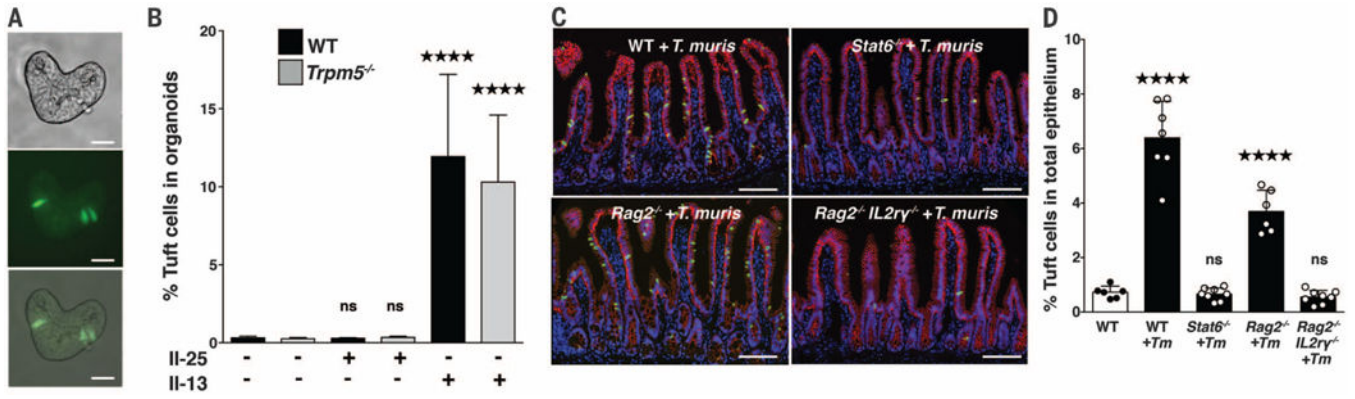 A
B
% Tuft cells in organoids
20
15
10
5
0
WT
Trpm5-/-
★★★★
★★★★
ns
ns
Il-25
- - + + - -
Il-13
- - - - + +
C
WT + T. muris
Stat6-/- + T. muris
Rag2-/- + T. muris
Rag2-/- IL2rγ-/- + T. muris
D
% Tuft cells in total epithelium
10
8
6
4
2
0
★★★★
ns
★★★★
ns
WT
WT
+Tm
Stat6-/-
+Tm
Rag2-/-
+Tm
Rag2-/-
IL2rγ-/-
+Tm